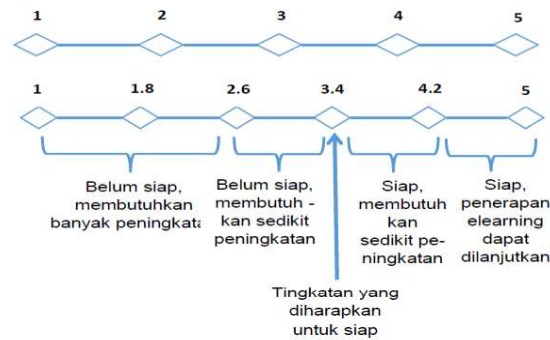 1 2 3 4 5
1 1.8 2.6 3.4 4.2 5
Belum siap,
membutuhkan
banyak peningkata
Belum siap,
membutuh -
kan sedikit
peningkatan
Siap,
membutuh
kan
sedikit pe-
ningkatan
Siap,
penerapan
elearning
dapat
dilanjutkan
Tingkatan yang
diharapkan
untuk siap